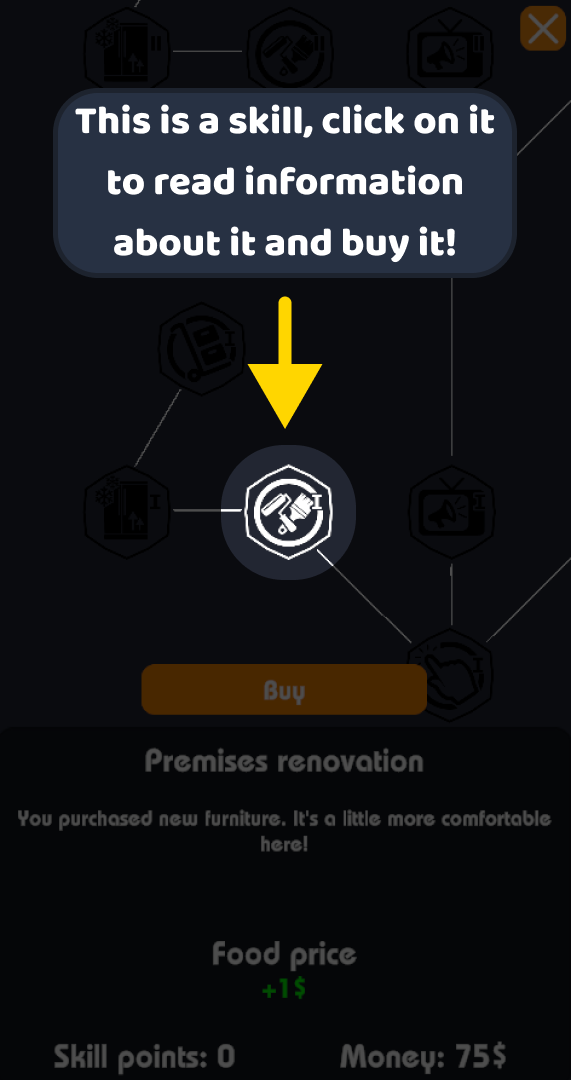 This is a skill, click on it
to read information
about it and buy it!
Buy
Premises renovation
You purchased new furniture. It's a little more comfortable
here!
Food price
+1$
Skill points: 0
Money: 75$